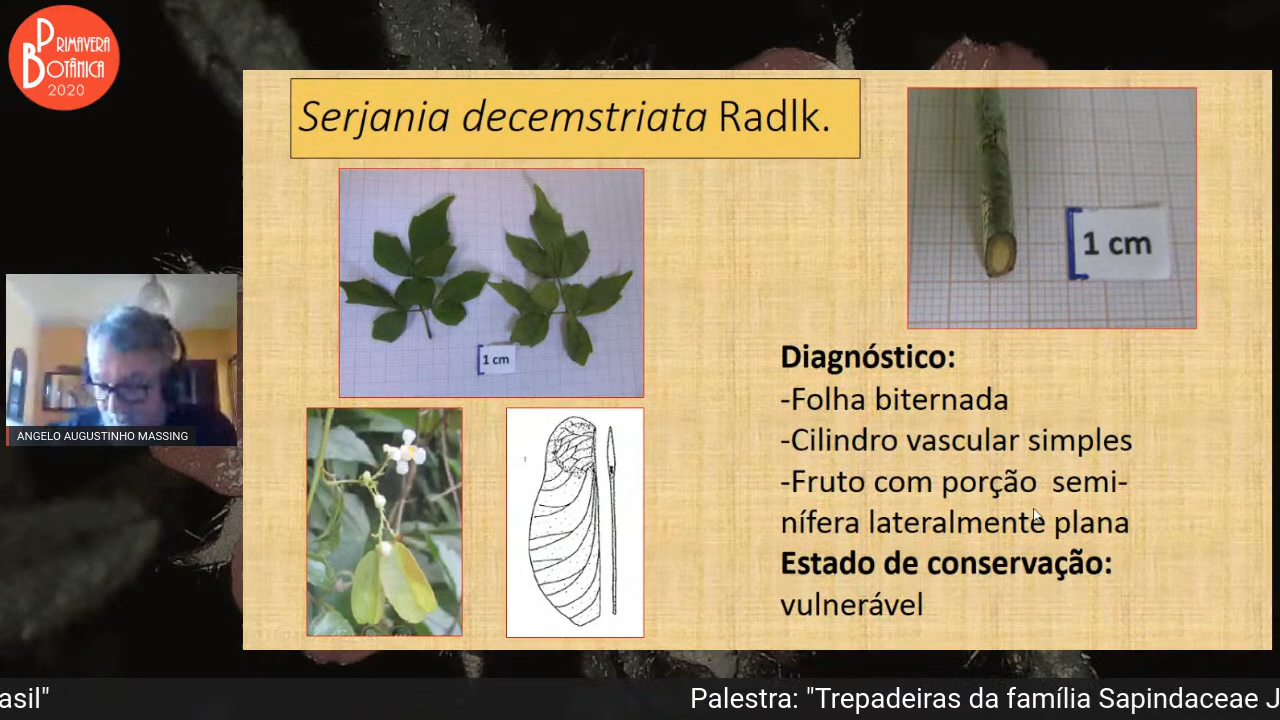 PRIMAVERA
BOTÂNICA
2020
Serjania decemstriata Radlk.
1 cm
1 cm
Diagnóstico:
-Folha biternada
-Cilindro vascular simples
-Fruto com porção semi-
nífera lateralmente plana
Estado de conservação:
vulnerável
ANGELO AUGUSTINHO MASSING
asil" Palestra: "Trepadeiras da família Sapindaceae J